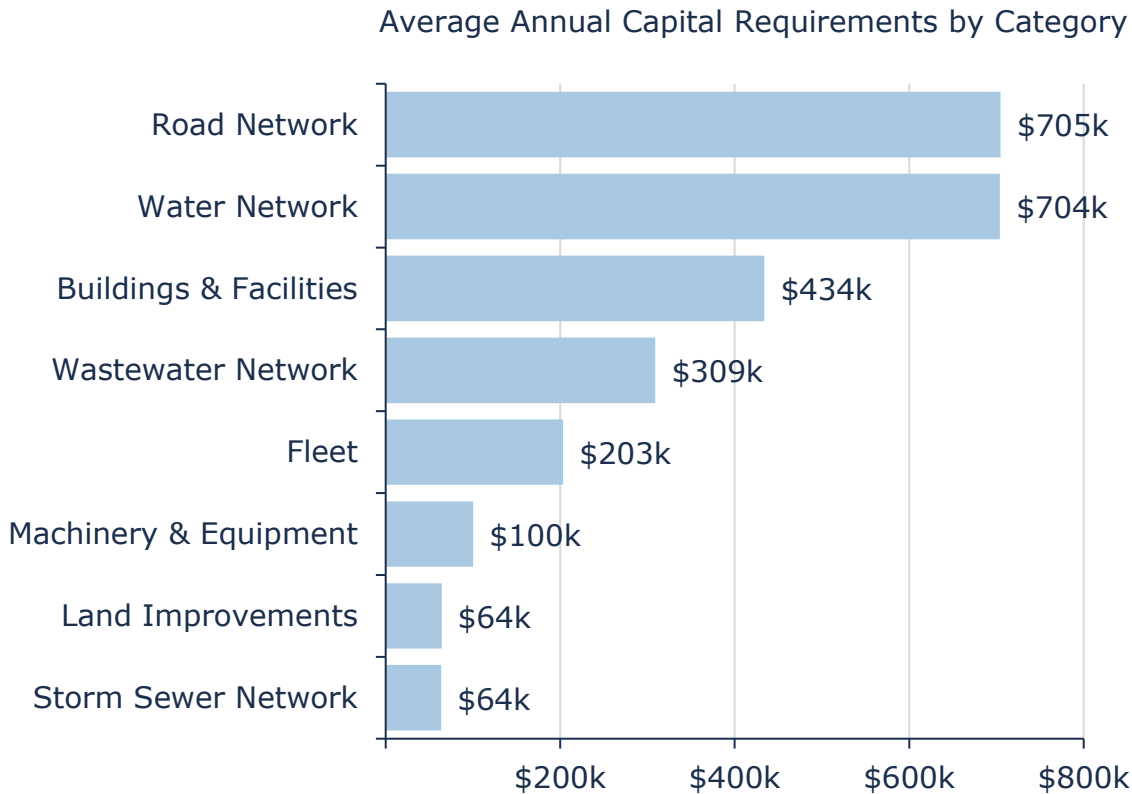 Average Annual Capital Requirements by Category
Road Network $705k
Water Network $704k
Buildings & Facilities $434k
Wastewater Network $309k
Fleet $203k
Machinery & Equipment $100k
Land Improvements $64k
Storm Sewer Network $64k
$200k $400k $600k $800k